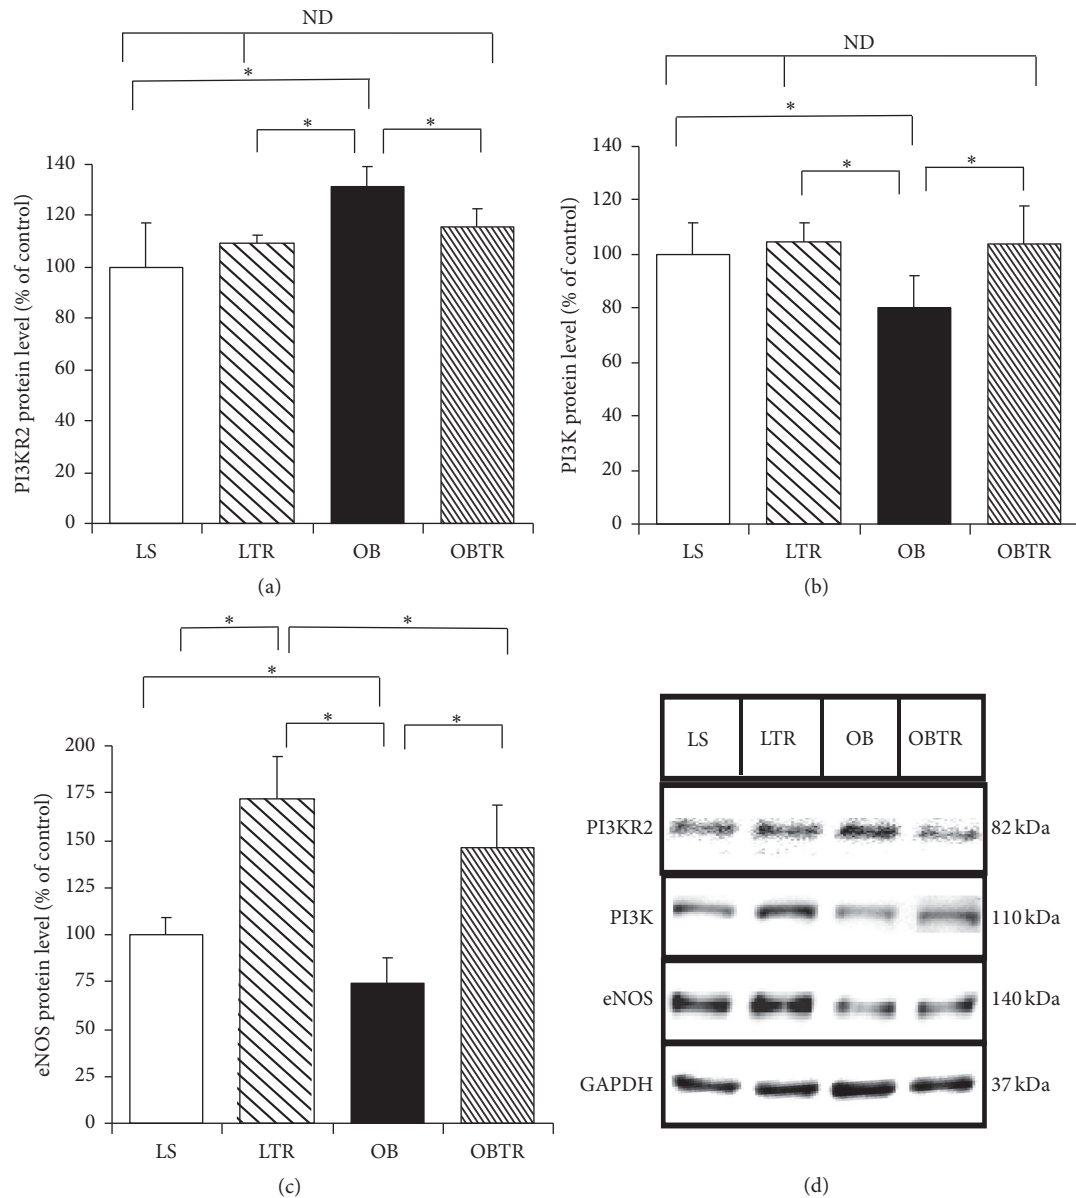 ND
*
* *
140
120
100
80
60
40
20
0
PI3KR2 protein level (% of control)
LS LTR OB OBTR
(a)
ND
*
* *
140
120
100
80
60
40
20
0
PI3K protein level (% of control)
LS LTR OB OBTR
(b)
* *
*
* *
200
175
150
125
100
75
50
25
0
eNOS protein level (% of control)
LS LTR OB OBTR
(c)
LS LTR OB OBTR
PI3KR2 82 kDa
PI3K 110 kDa
eNOS 140 kDa
GAPDH 37 kDa
(d)